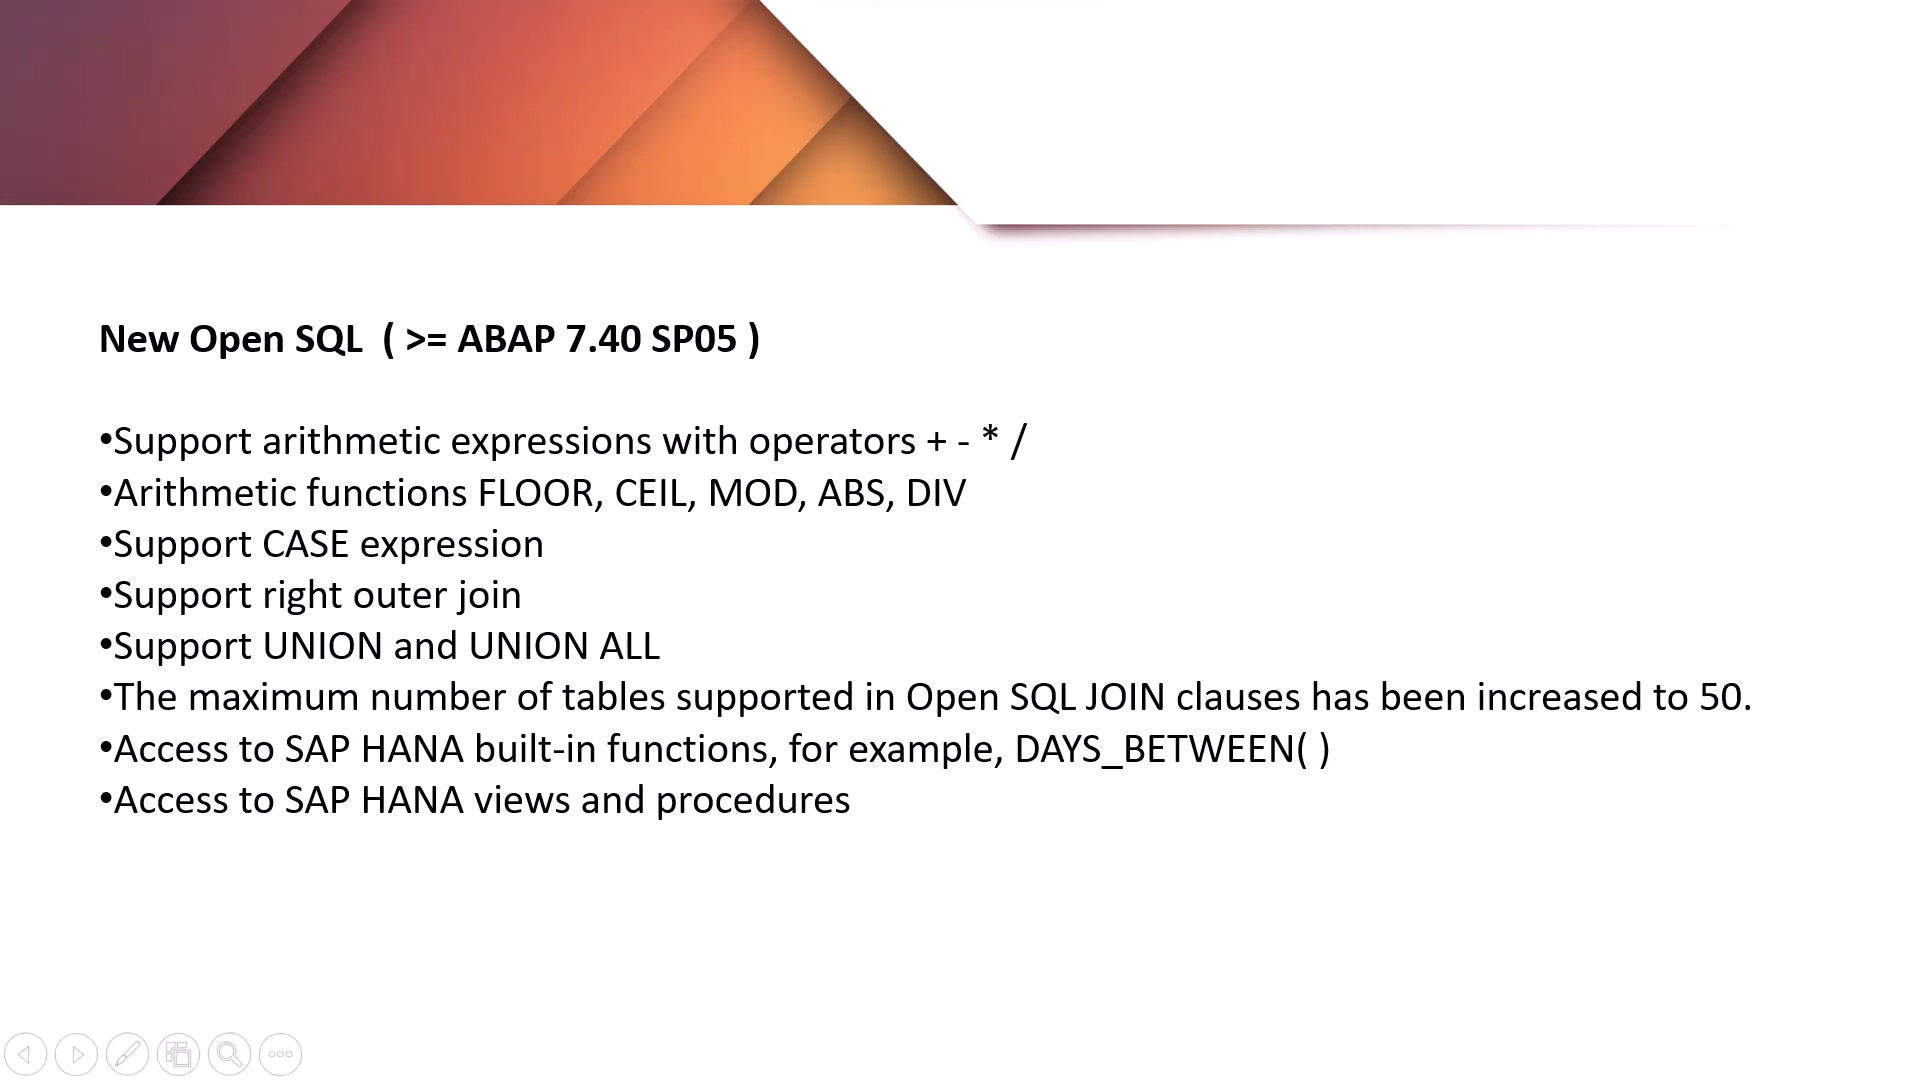 New Open SQL  ( >= ABAP 7.40 SP05 )
•Support arithmetic expressions with operators + - * /
•Arithmetic functions FLOOR, CEIL, MOD, ABS, DIV
•Support CASE expression
•Support right outer join
•Support UNION and UNION ALL
•The maximum number of tables supported in Open SQL JOIN clauses has been increased to 50.
•Access to SAP HANA built-in functions, for example, DAYS_BETWEEN( )
•Access to SAP HANA views and procedures